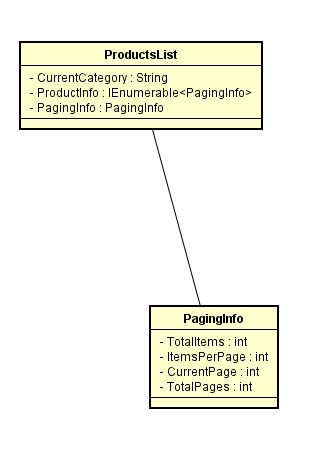 ProductsList
- CurrentCategory : String
- ProductInfo : IEnumerable<PagingInfo>
- PagingInfo : PagingInfo
PagingInfo
- TotalItems : int
- ItemsPerPage : int
- CurrentPage : int
- TotalPages : int